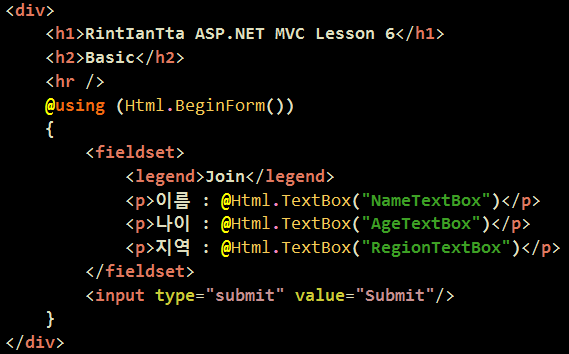 <div>
<h1>RintIanTta ASP.NET MVC Lesson 6</h1>
<h2>Basic</h2>
<hr />
@using (Html.BeginForm())
{
<fieldset>
<legend>Join</legend>
<p>이름 : @Html.TextBox("NameTextBox")</p>
<p>나이 : @Html.TextBox("AgeTextBox")</p>
<p>지역 : @Html.TextBox("RegionTextBox")</p>
</fieldset>
<input type="submit" value="Submit"/>
}
</div>